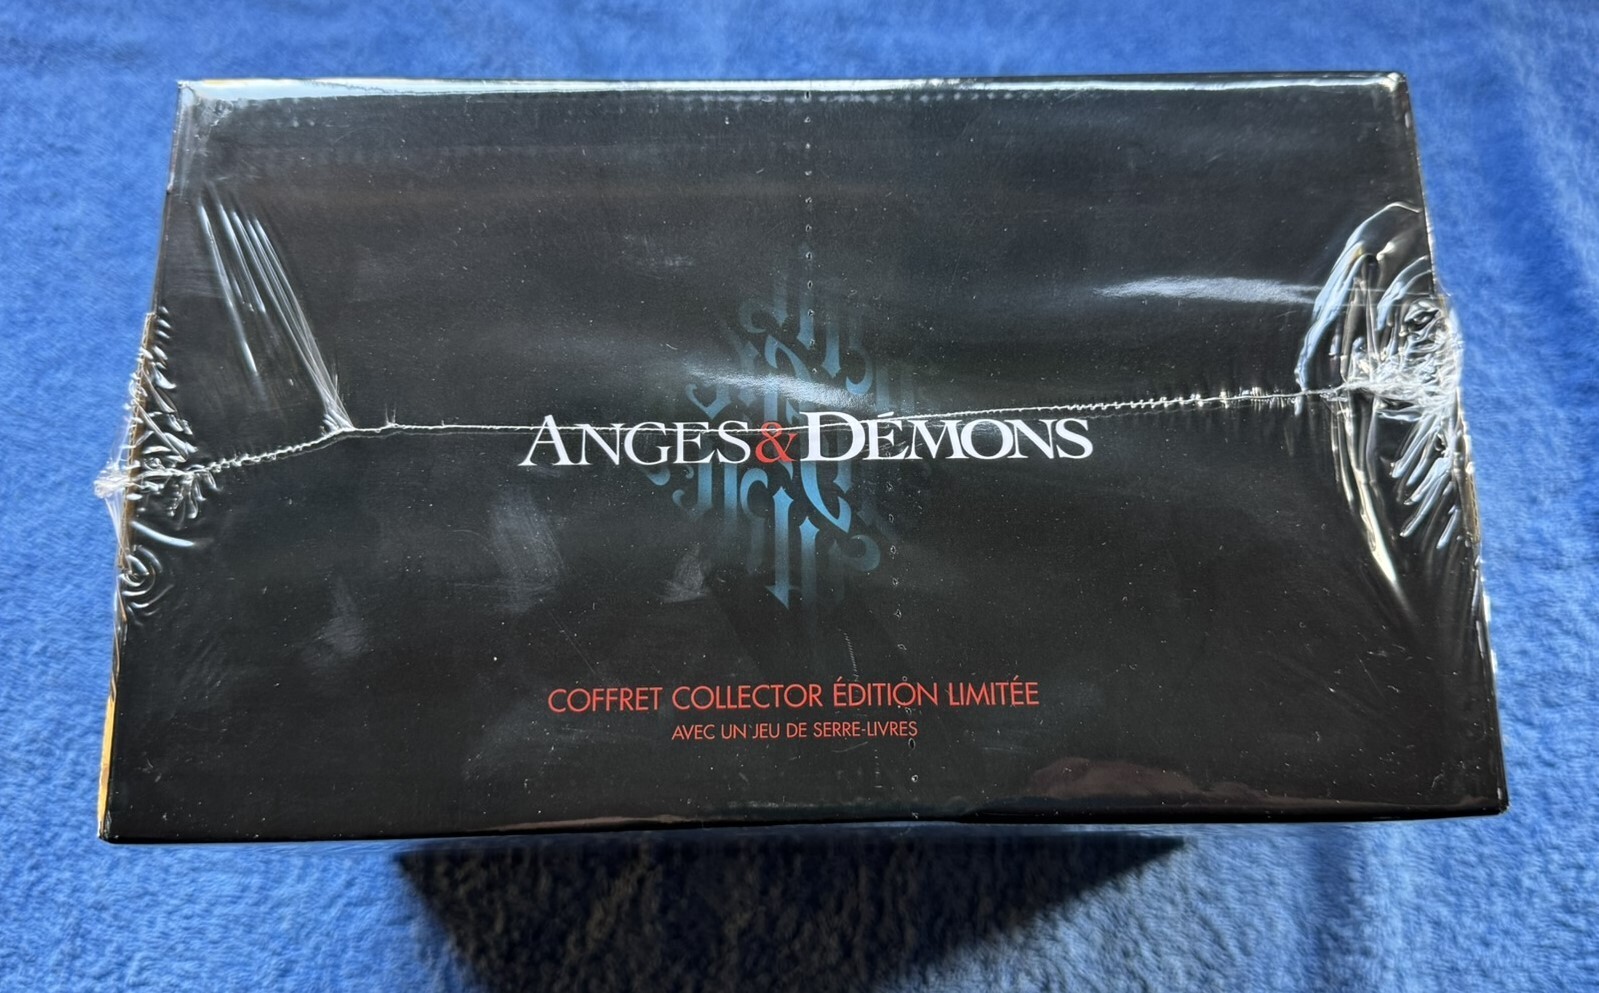 ANGES & DÉMONS
COFFRET COLLECTOR ÉDITION LIMITÉE
AVEC UN JEU DE SERRE-LIVRES